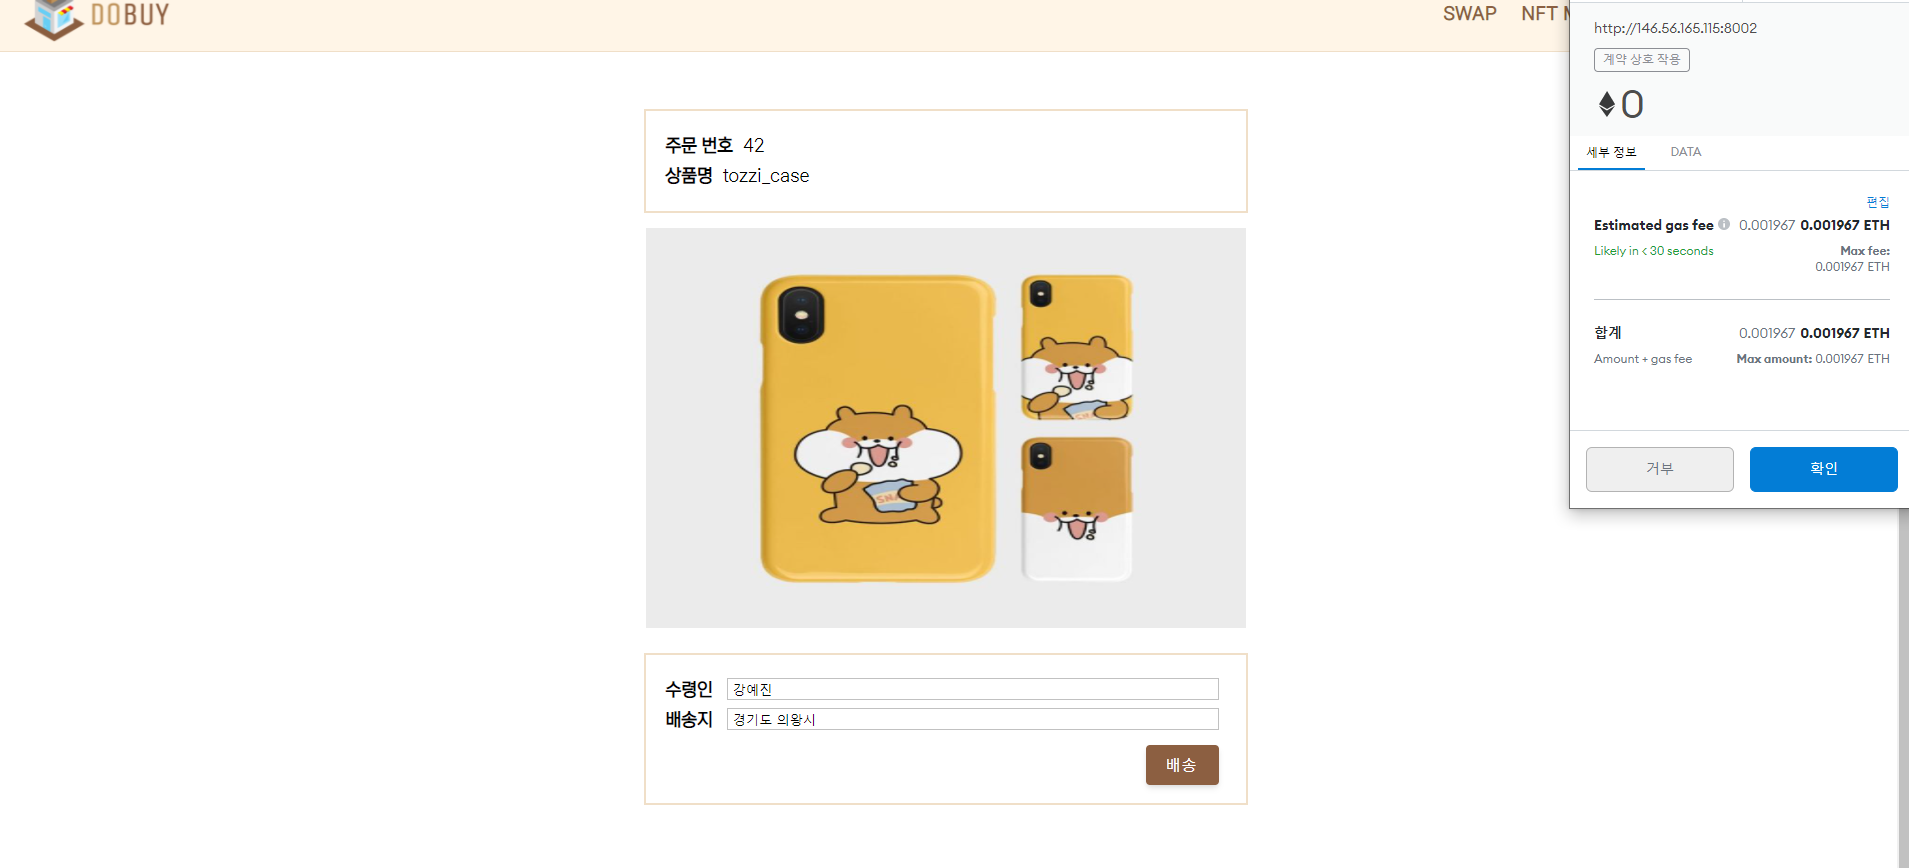 DOBUY
SWAP NFT
주문 번호 42
상품명 tozzi_case
SNA
수령인 강예진
배송지 경기도 의왕시
배송
http://146.56.165.115:8002
계약 상호 작용
0
세부 정보 DATA
편집
Estimated gas fee 0.001967 0.001967 ETH
Likely in < 30 seconds Max fee:
0.001967 ETH
합계 0.001967 0.001967 ETH
Amount + gas fee Max amount: 0.001967 ETH
거부 확인